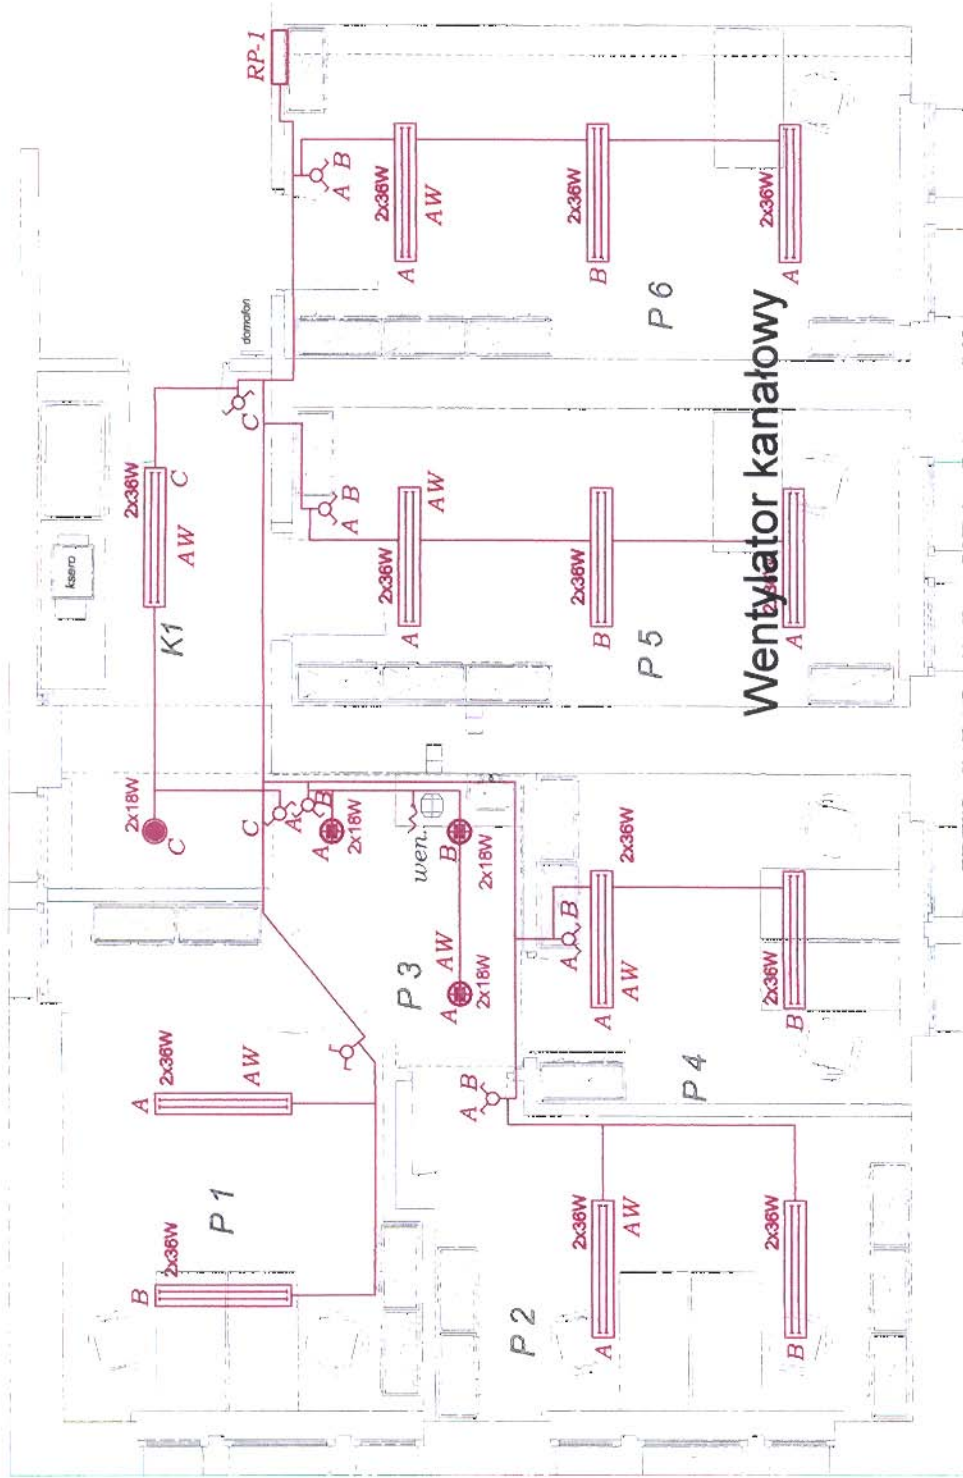 RP-1
A B
2x36W
A
AW
2x36W
B
2x36W
A
P 6
domofon
C
2x36W
C
AW
ksero
K1
A B
2x36W
AW
A
2x36W
B
2x36W
A
P 5
Wentylator kanałowy
2x18W
C
C
A
B
A
2x18W
wen.
B
2x18W
AW
A
2x18W
P 3
A B
2x36W
A
AW
2x36W
B
P 4
A
2x36W
AW
B
2x36W
P 1
A B
2x36W
A
AW
2x36W
B
P 2